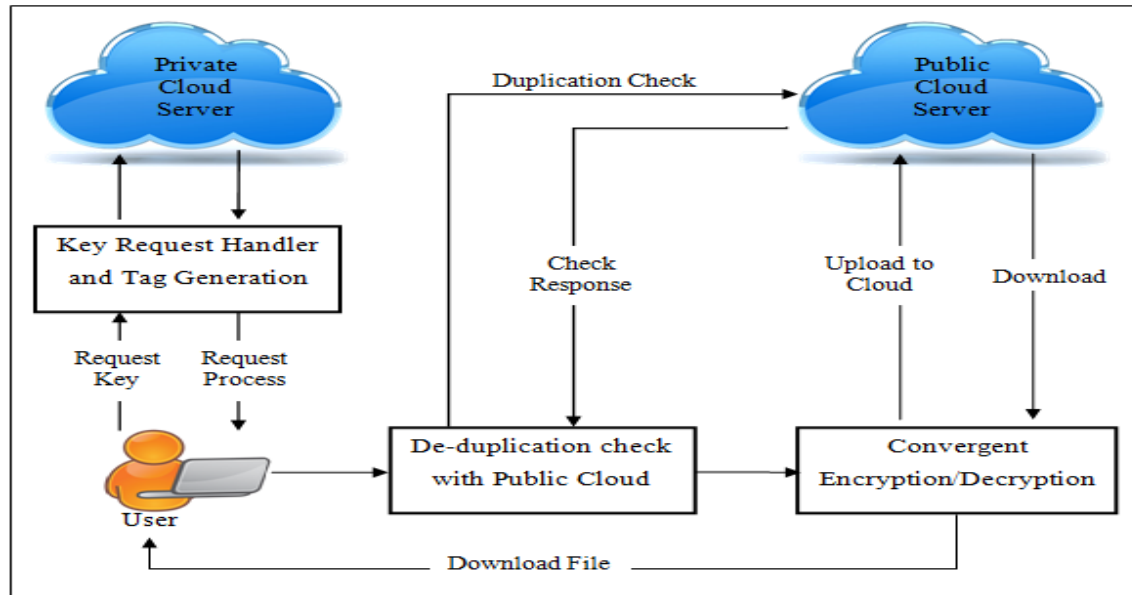 Private
Cloud
Server
Duplication Check
Public
Cloud
Server
Key Request Handler
and Tag Generation
Check
Response
Upload to
Cloud
Download
Request
Key
Request
Process
De-duplication check
with Public Cloud
Convergent
Encryption/Decryption
User
Download File